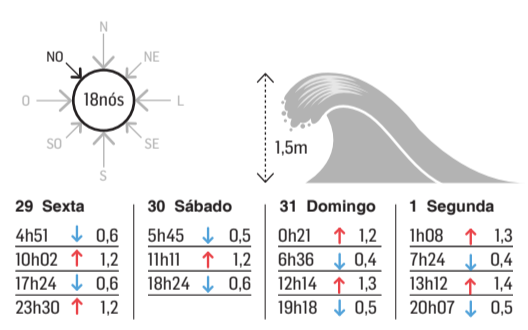 N
NO
NE
O
18nós
L
SO
SE
S
1,5m
29 Sexta
4h51 ↓ 0,6
10h02 ↑ 1,2
17h24 ↓ 0,6
23h30 ↑ 1,2
30 Sábado
5h45 ↓ 0,5
11h11 ↑ 1,2
18h24 ↓ 0,6
31 Domingo
0h21 ↑ 1,2
6h36 ↓ 0,4
12h14 ↑ 1,3
19h18 ↓ 0,5
1 Segunda
1h08 ↑ 1,3
7h24 ↓ 0,4
13h12 ↑ 1,4
20h07 ↓ 0,5